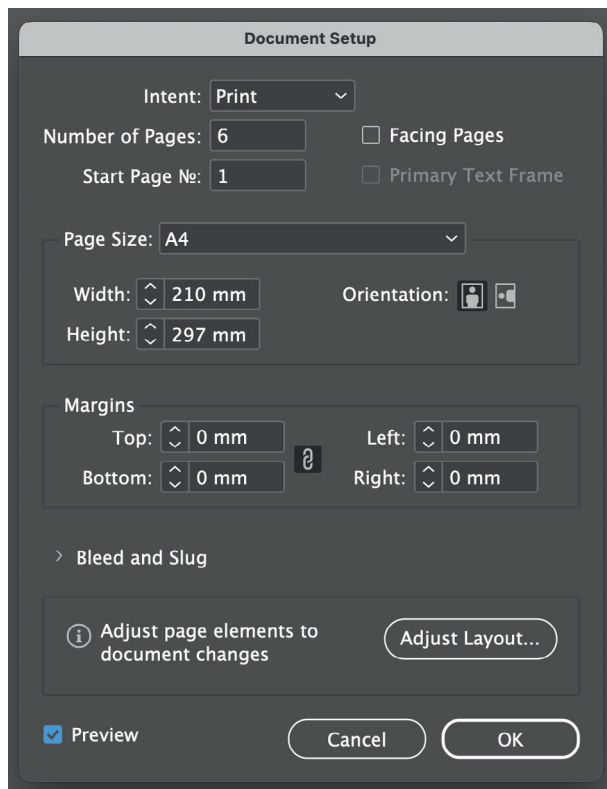 Document Setup
Intent: Print
Number of Pages: 6 Facing Pages
Start Page №: 1 Primary Text Frame
Page Size: A4
Width: 210 mm Orientation:
Height: 297 mm
Margins
Top: 0 mm Left: 0 mm
Bottom: 0 mm Right: 0 mm
Bleed and Slug
Adjust page elements to
document changes
Adjust Layout...
Preview Cancel OK